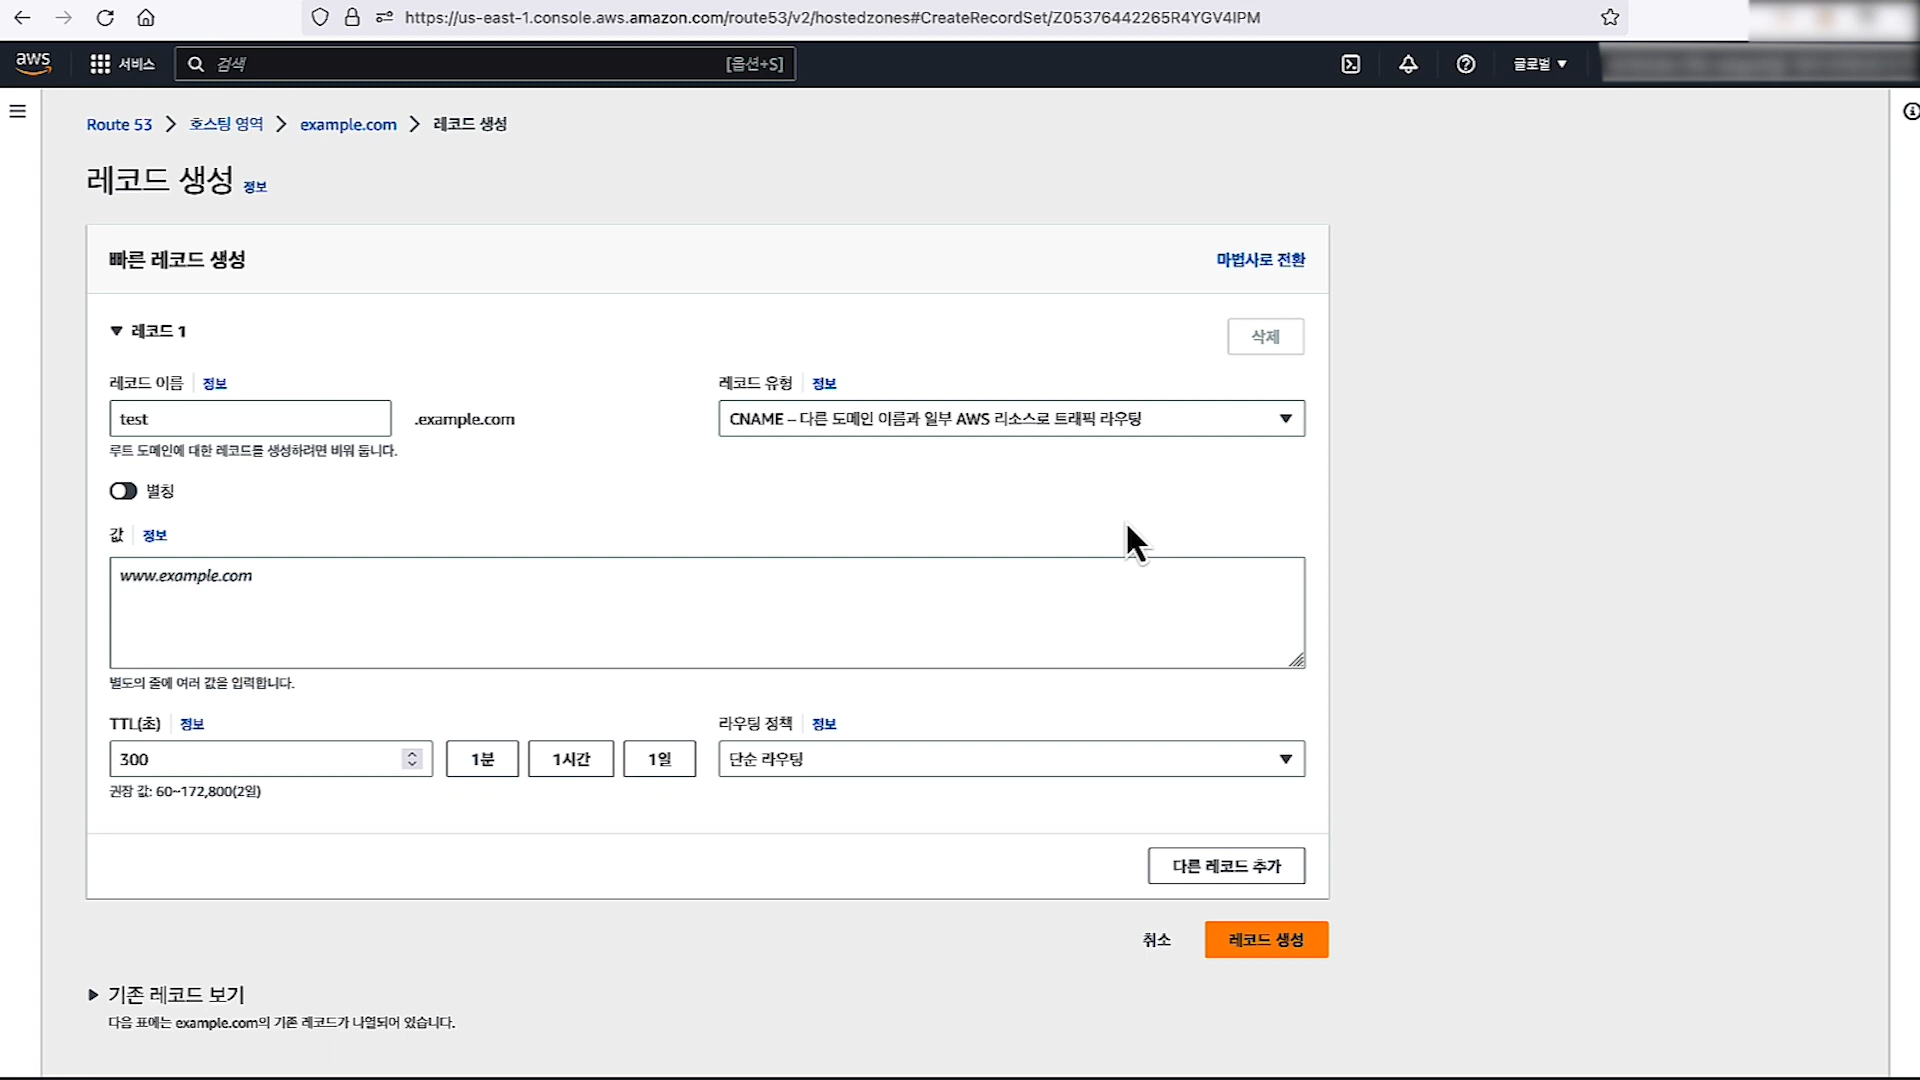 https://us-east-1.console.aws.amazon.com/route53/v2/hostedzones#CreateRecordSet/Z05376442265R4YGV4IPM
aws
서비스
검색
[옵션+S]
글로벌
Route 53 > 호스팅 영역 > example.com > 레코드 생성
레코드 생성 정보
빠른 레코드 생성
마법사로 전환
레코드 1
삭제
레코드 이름 정보
레코드 유형 정보
test
.example.com
CNAME – 다른 도메인 이름과 일부 AWS 리소스로 트래픽 라우팅
루트 도메인에 대한 레코드를 생성하려면 비워 둡니다.
별칭
값 정보
www.example.com
별도의 줄에 여러 값을 입력합니다.
TTL(초) 정보
라우팅 정책 정보
300
1분
1시간
1일
단순 라우팅
권장 값: 60~172,800(2일)
다른 레코드 추가
취소
레코드 생성
기존 레코드 보기
다음 표에는 example.com의 기존 레코드가 나열되어 있습니다.